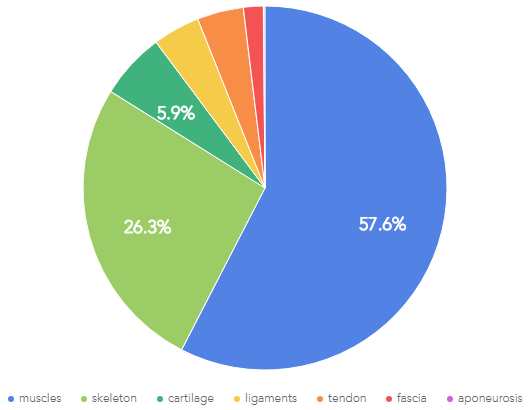 5.9%
26.3%
57.6%
muscles skeleton cartilage ligaments tendon fascia aponeurosis